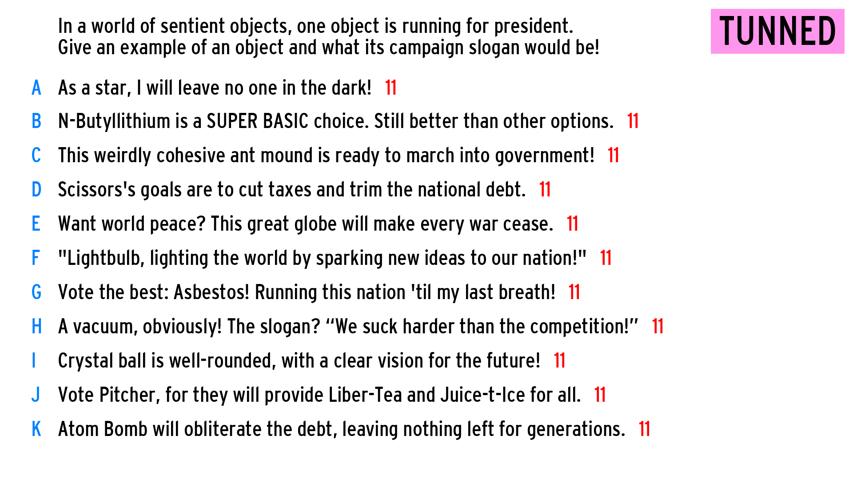 In a world of sentient objects, one object is running for president.
TUNNED
Give an example of an object and what its campaign slogan would be!
A As a star, I will leave no one in the dark! 11
B N-Butyllithium is a SUPER BASIC choice. Still better than other options. 11
C This weirdly cohesive ant mound is ready to march into government! 11
D Scissors's goals are to cut taxes and trim the national debt. 11
E Want world peace? This great globe will make every war cease. 11
F "Lightbulb, lighting the world by sparking new ideas to our nation!" 11
G Vote the best: Asbestos! Running this nation 'til my last breath! 11
H A vacuum, obviously! The slogan? “We suck harder than the competition!” 11
I Crystal ball is well-rounded, with a clear vision for the future! 11
J Vote Pitcher, for they will provide Liber-Tea and Juice-t-Ice for all. 11
K Atom Bomb will obliterate the debt, leaving nothing left for generations. 11